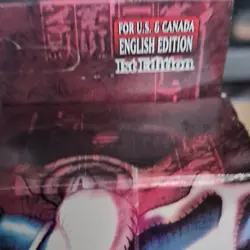 FOR U.S. & CANADA
ENGLISH EDITION
1st Edition